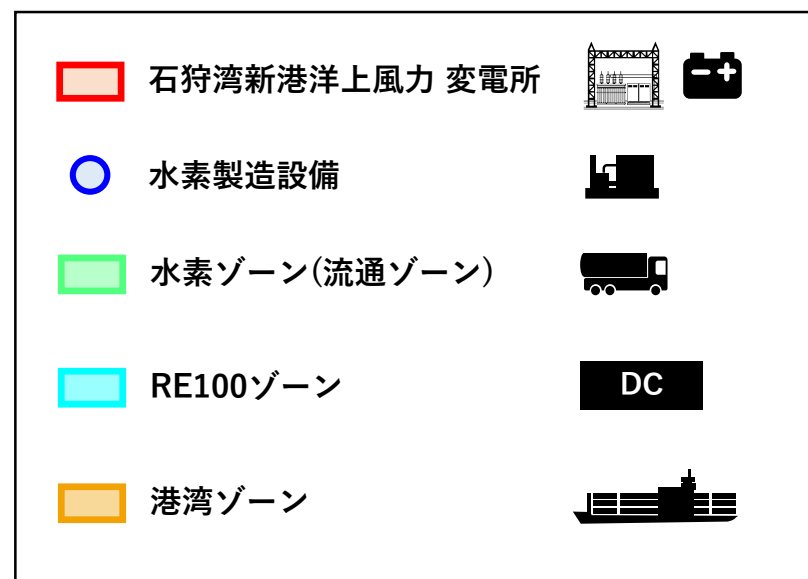 石狩湾新港洋上風力 変電所
水素製造設備
水素ゾーン(流通ゾーン)
RE100ゾーン
DC
港湾ゾーン